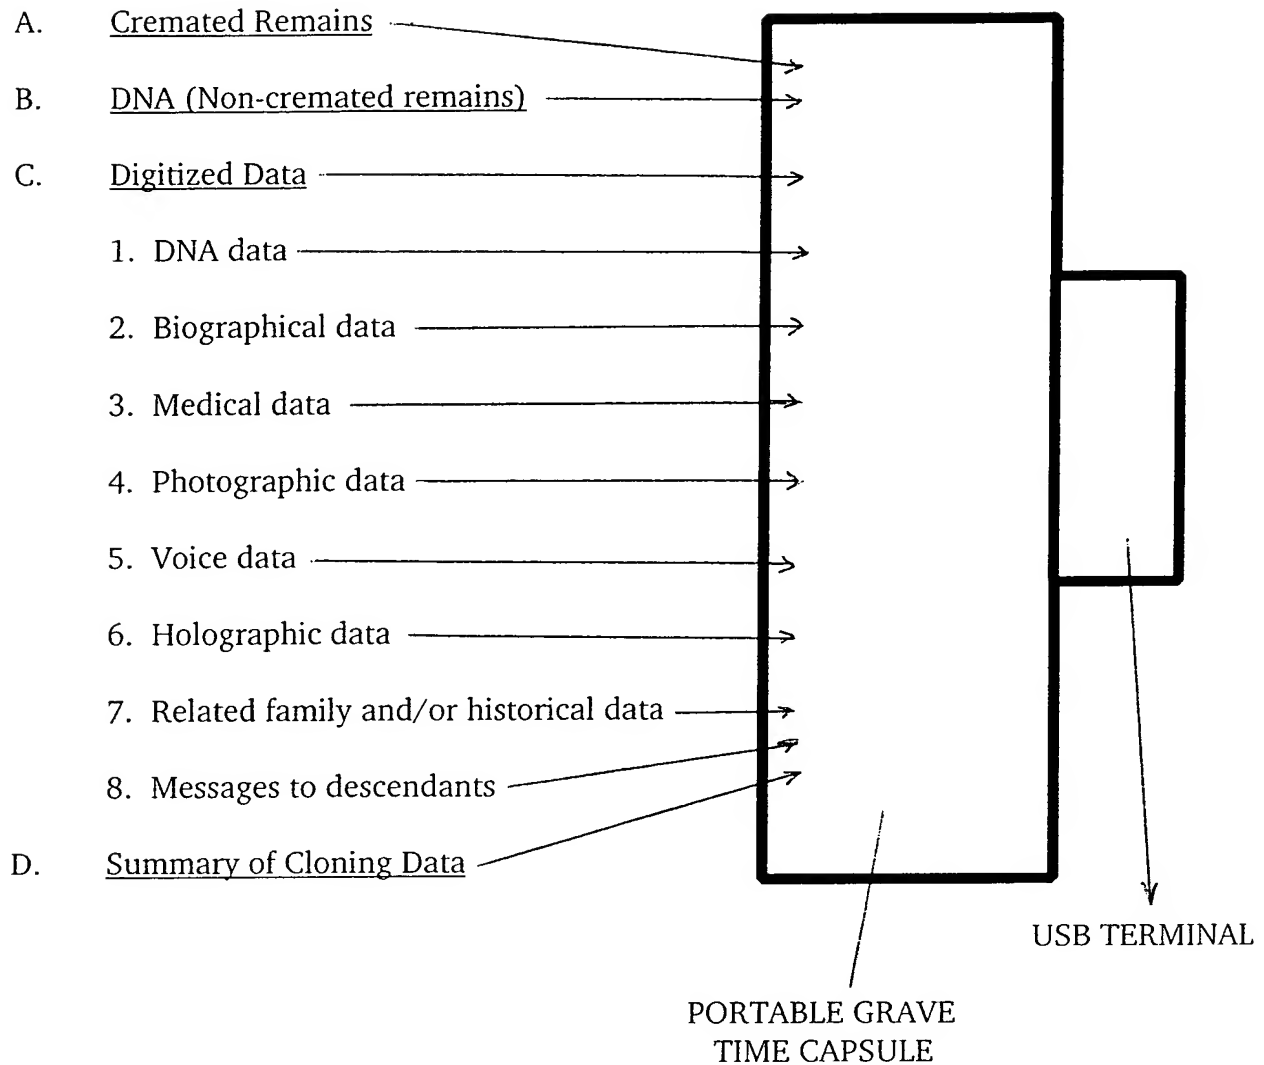 A. Cremated Remains
B. DNA (Non-cremated remains)
C. Digitized Data
1. DNA data
2. Biographical data
3. Medical data
4. Photographic data
5. Voice data
6. Holographic data
7. Related family and/or historical data
8. Messages to descendants
D. Summary of Cloning Data
USB TERMINAL
PORTABLE GRAVE
TIME CAPSULE